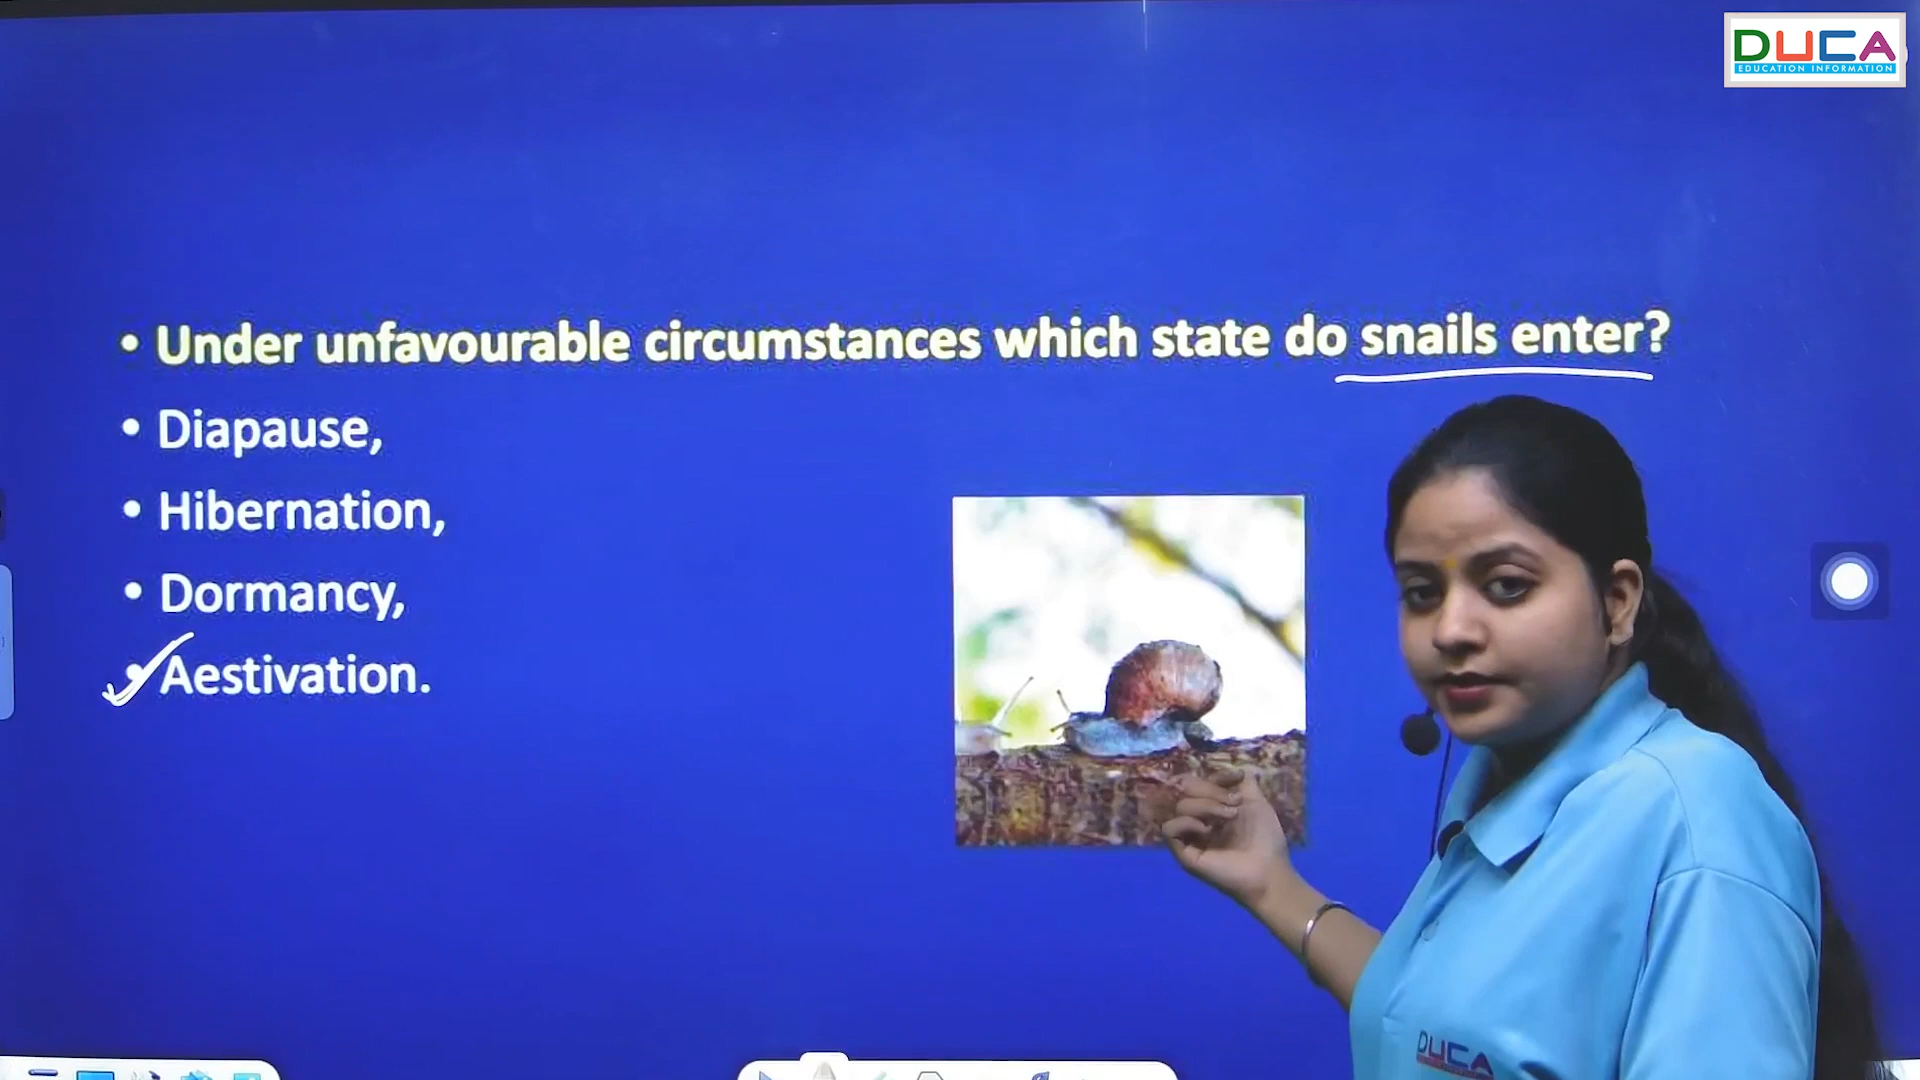 DUCA
EDUCATION INFORMATION
• Under unfavourable circumstances which state do snails enter?
• Diapause,
• Hibernation,
• Dormancy,
• Aestivation.
DUCA